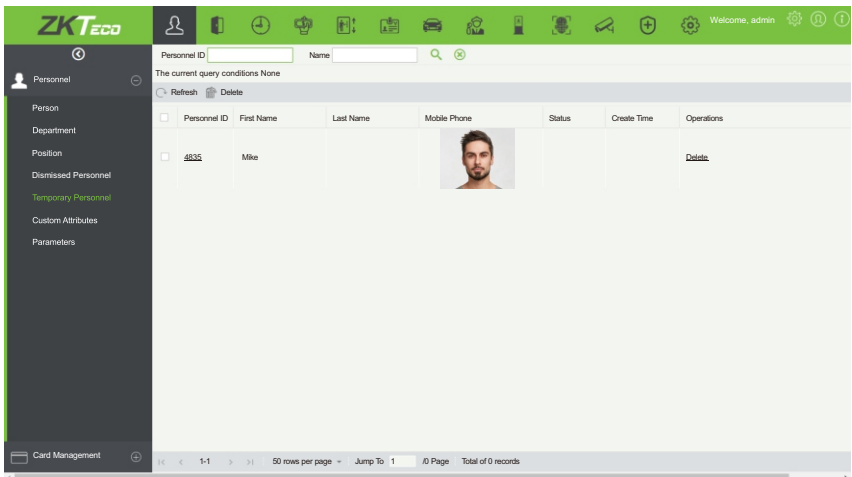 ZKTECO
Welcome, admin
Personnel ID
Name
The current query conditions None
Personnel
Refresh
Delete
Person
Department
Position
Dismissed Personnel
Temporary Personnel
Custom Attributes
Parameters
Personnel ID
First Name
Last Name
Mobile Phone
Status
Create Time
Operations
4835
Mike
Delete
Card Management
1-1
50 rows per page
Jump To 1
/0 Page
Total of 0 records